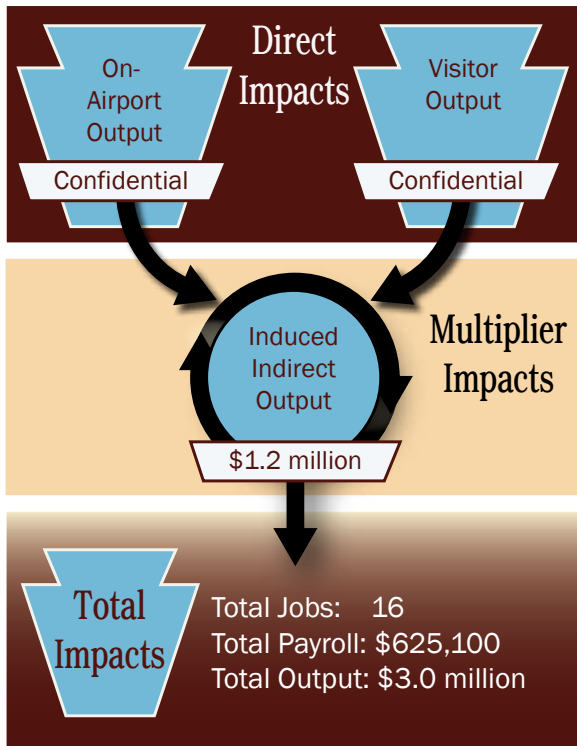 Direct
Impacts
On-
Airport
Output
Confidential
Visitor
Output
Confidential
Induced
Indirect
Output
$1.2 million
Multiplier
Impacts
Total
Impacts
Total Jobs: 16
Total Payroll: $625,100
Total Output: $3.0 million